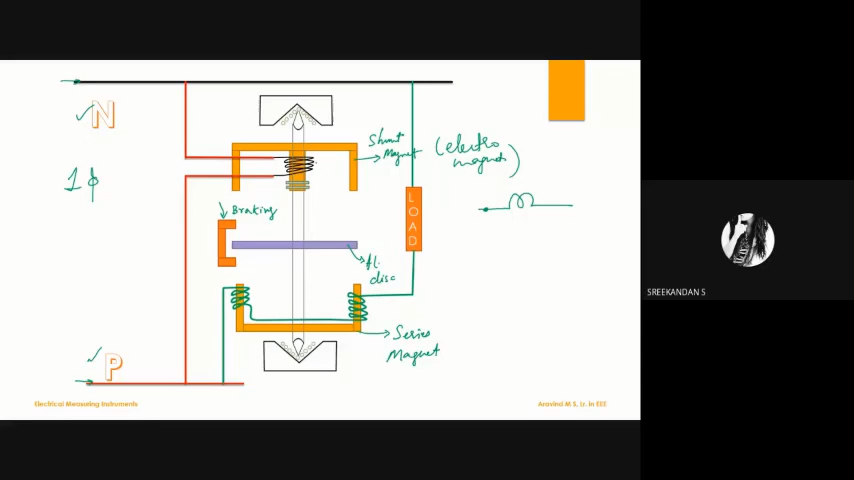 N
1ϕ
Shunt
Magnet
(electro
magnet)
Braking
LOAD
Al.
disc
Series
Magnet
P
SREEKANDAN S
Electrical Measuring Instruments
Aravind M S, Lr. in EEE